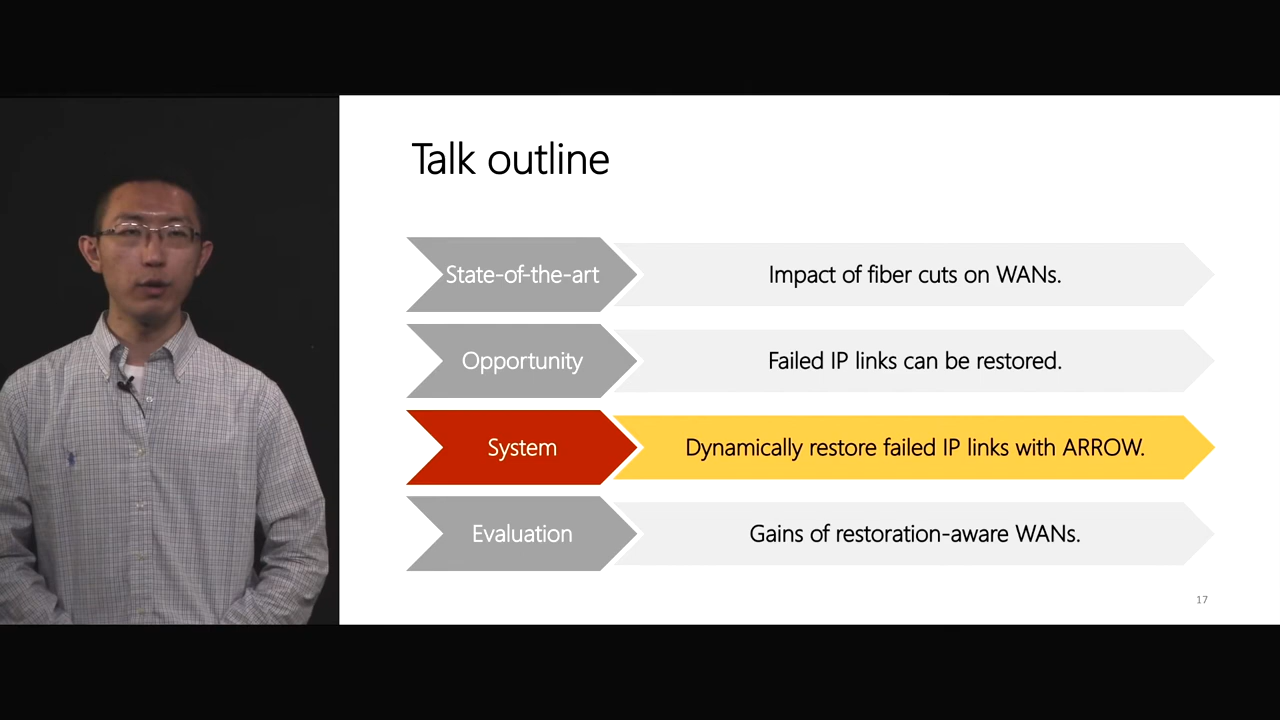 Talk outline
State-of-the-art
Impact of fiber cuts on WANs.
Opportunity
Failed IP links can be restored.
System
Dynamically restore failed IP links with ARROW.
Evaluation
Gains of restoration-aware WANs.
17